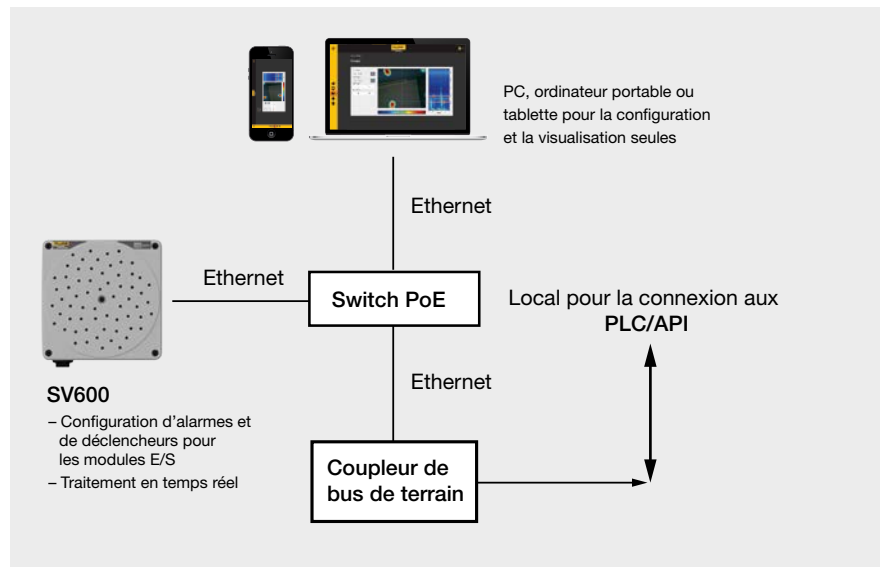 PC, ordinateur portable ou
tablette pour la configuration
et la visualisation seules
Ethernet
Ethernet
Switch PoE
Local pour la connexion aux
PLC/API
SV600
– Configuration d’alarmes et
de déclencheurs pour
les modules E/S
– Traitement en temps réel
Ethernet
Coupleur de
bus de terrain